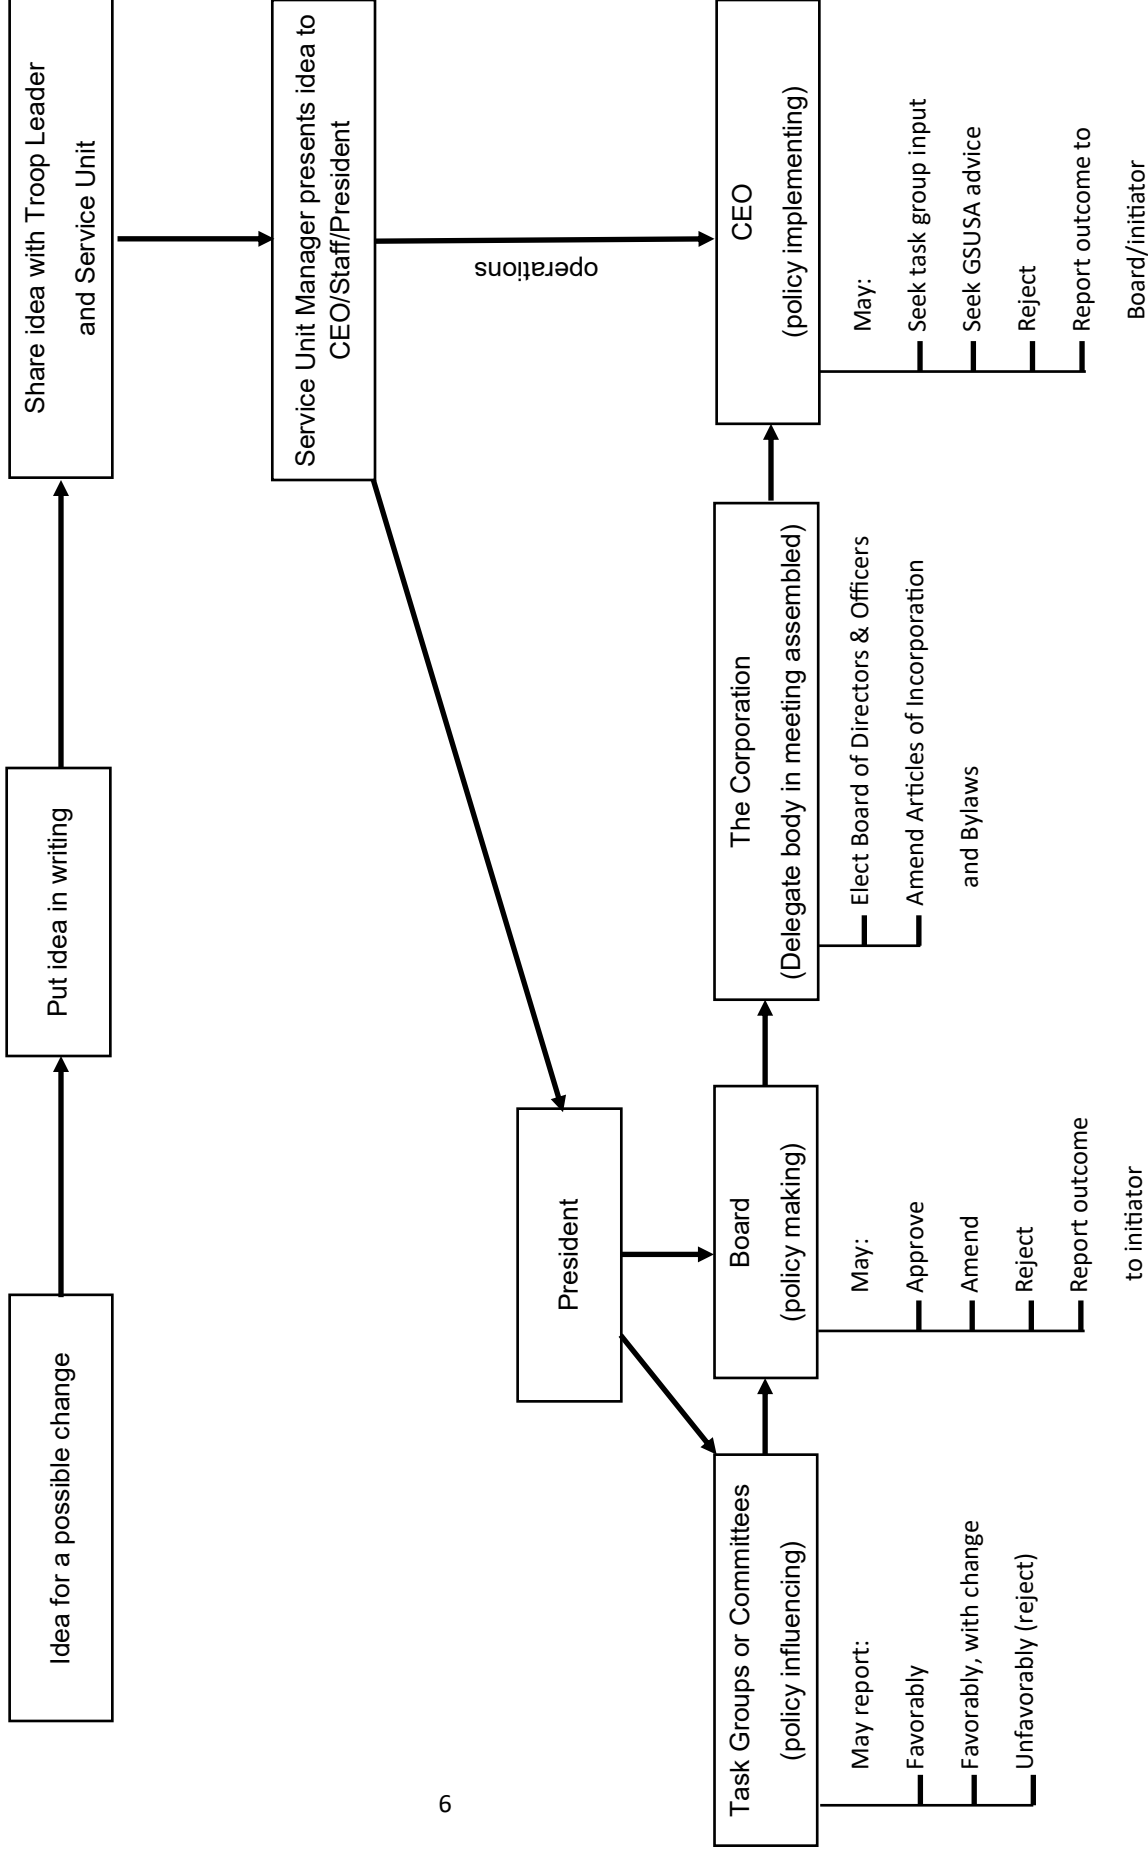 Idea for a possible change
Put idea in writing
Share idea with Troop Leader
and Service Unit
Service Unit Manager presents idea to
CEO/Staff/President
operations
President
Task Groups or Committees
(policy influencing)
May report:
Favorably
Favorably, with change
Unfavorably (reject)
Board
(policy making)
May:
Approve
Amend
Reject
Report outcome
to initiator
The Corporation
(Delegate body in meeting assembled)
Elect Board of Directors & Officers
Amend Articles of Incorporation
and Bylaws
CEO
(policy implementing)
May:
Seek task group input
Seek GSUSA advice
Reject
Report outcome to
Board/initiator
6